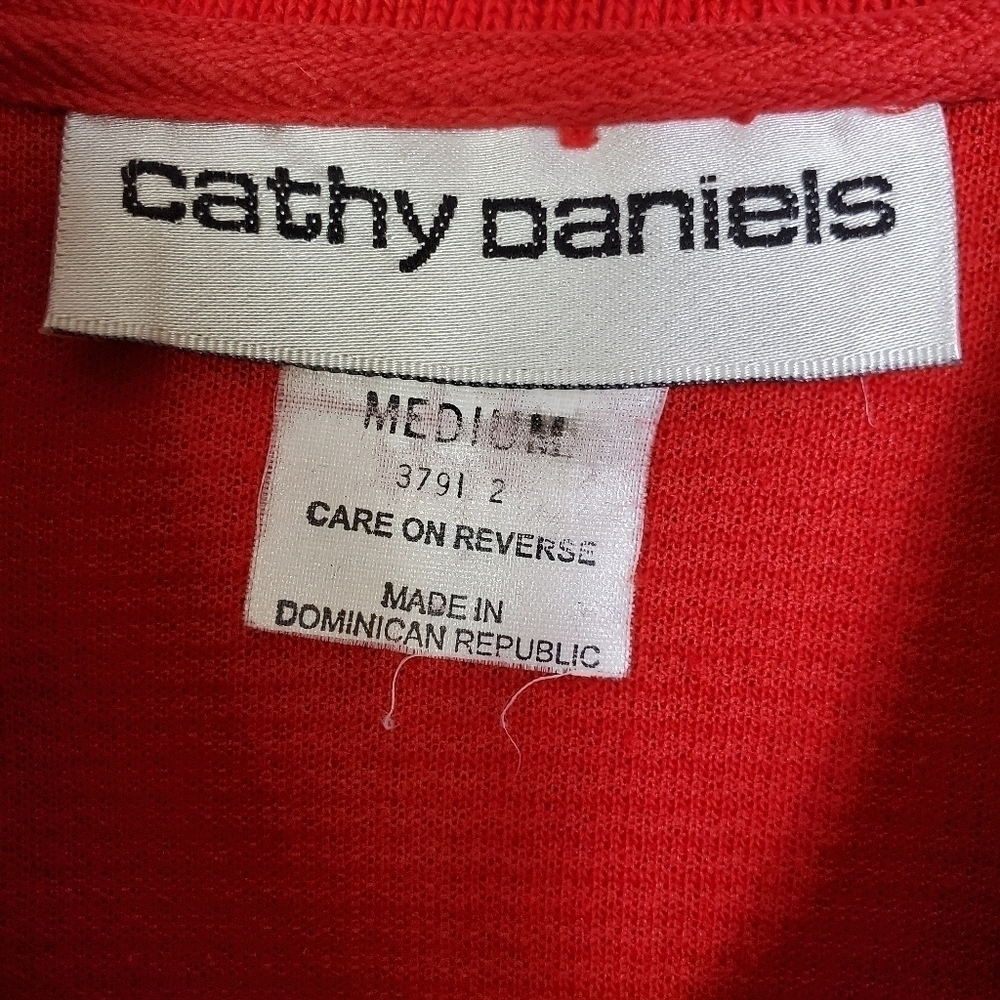 cathy Daniels
MEDIUM
3791 2
CARE ON REVERSE
MADE IN
DOMINICAN REPUBLIC